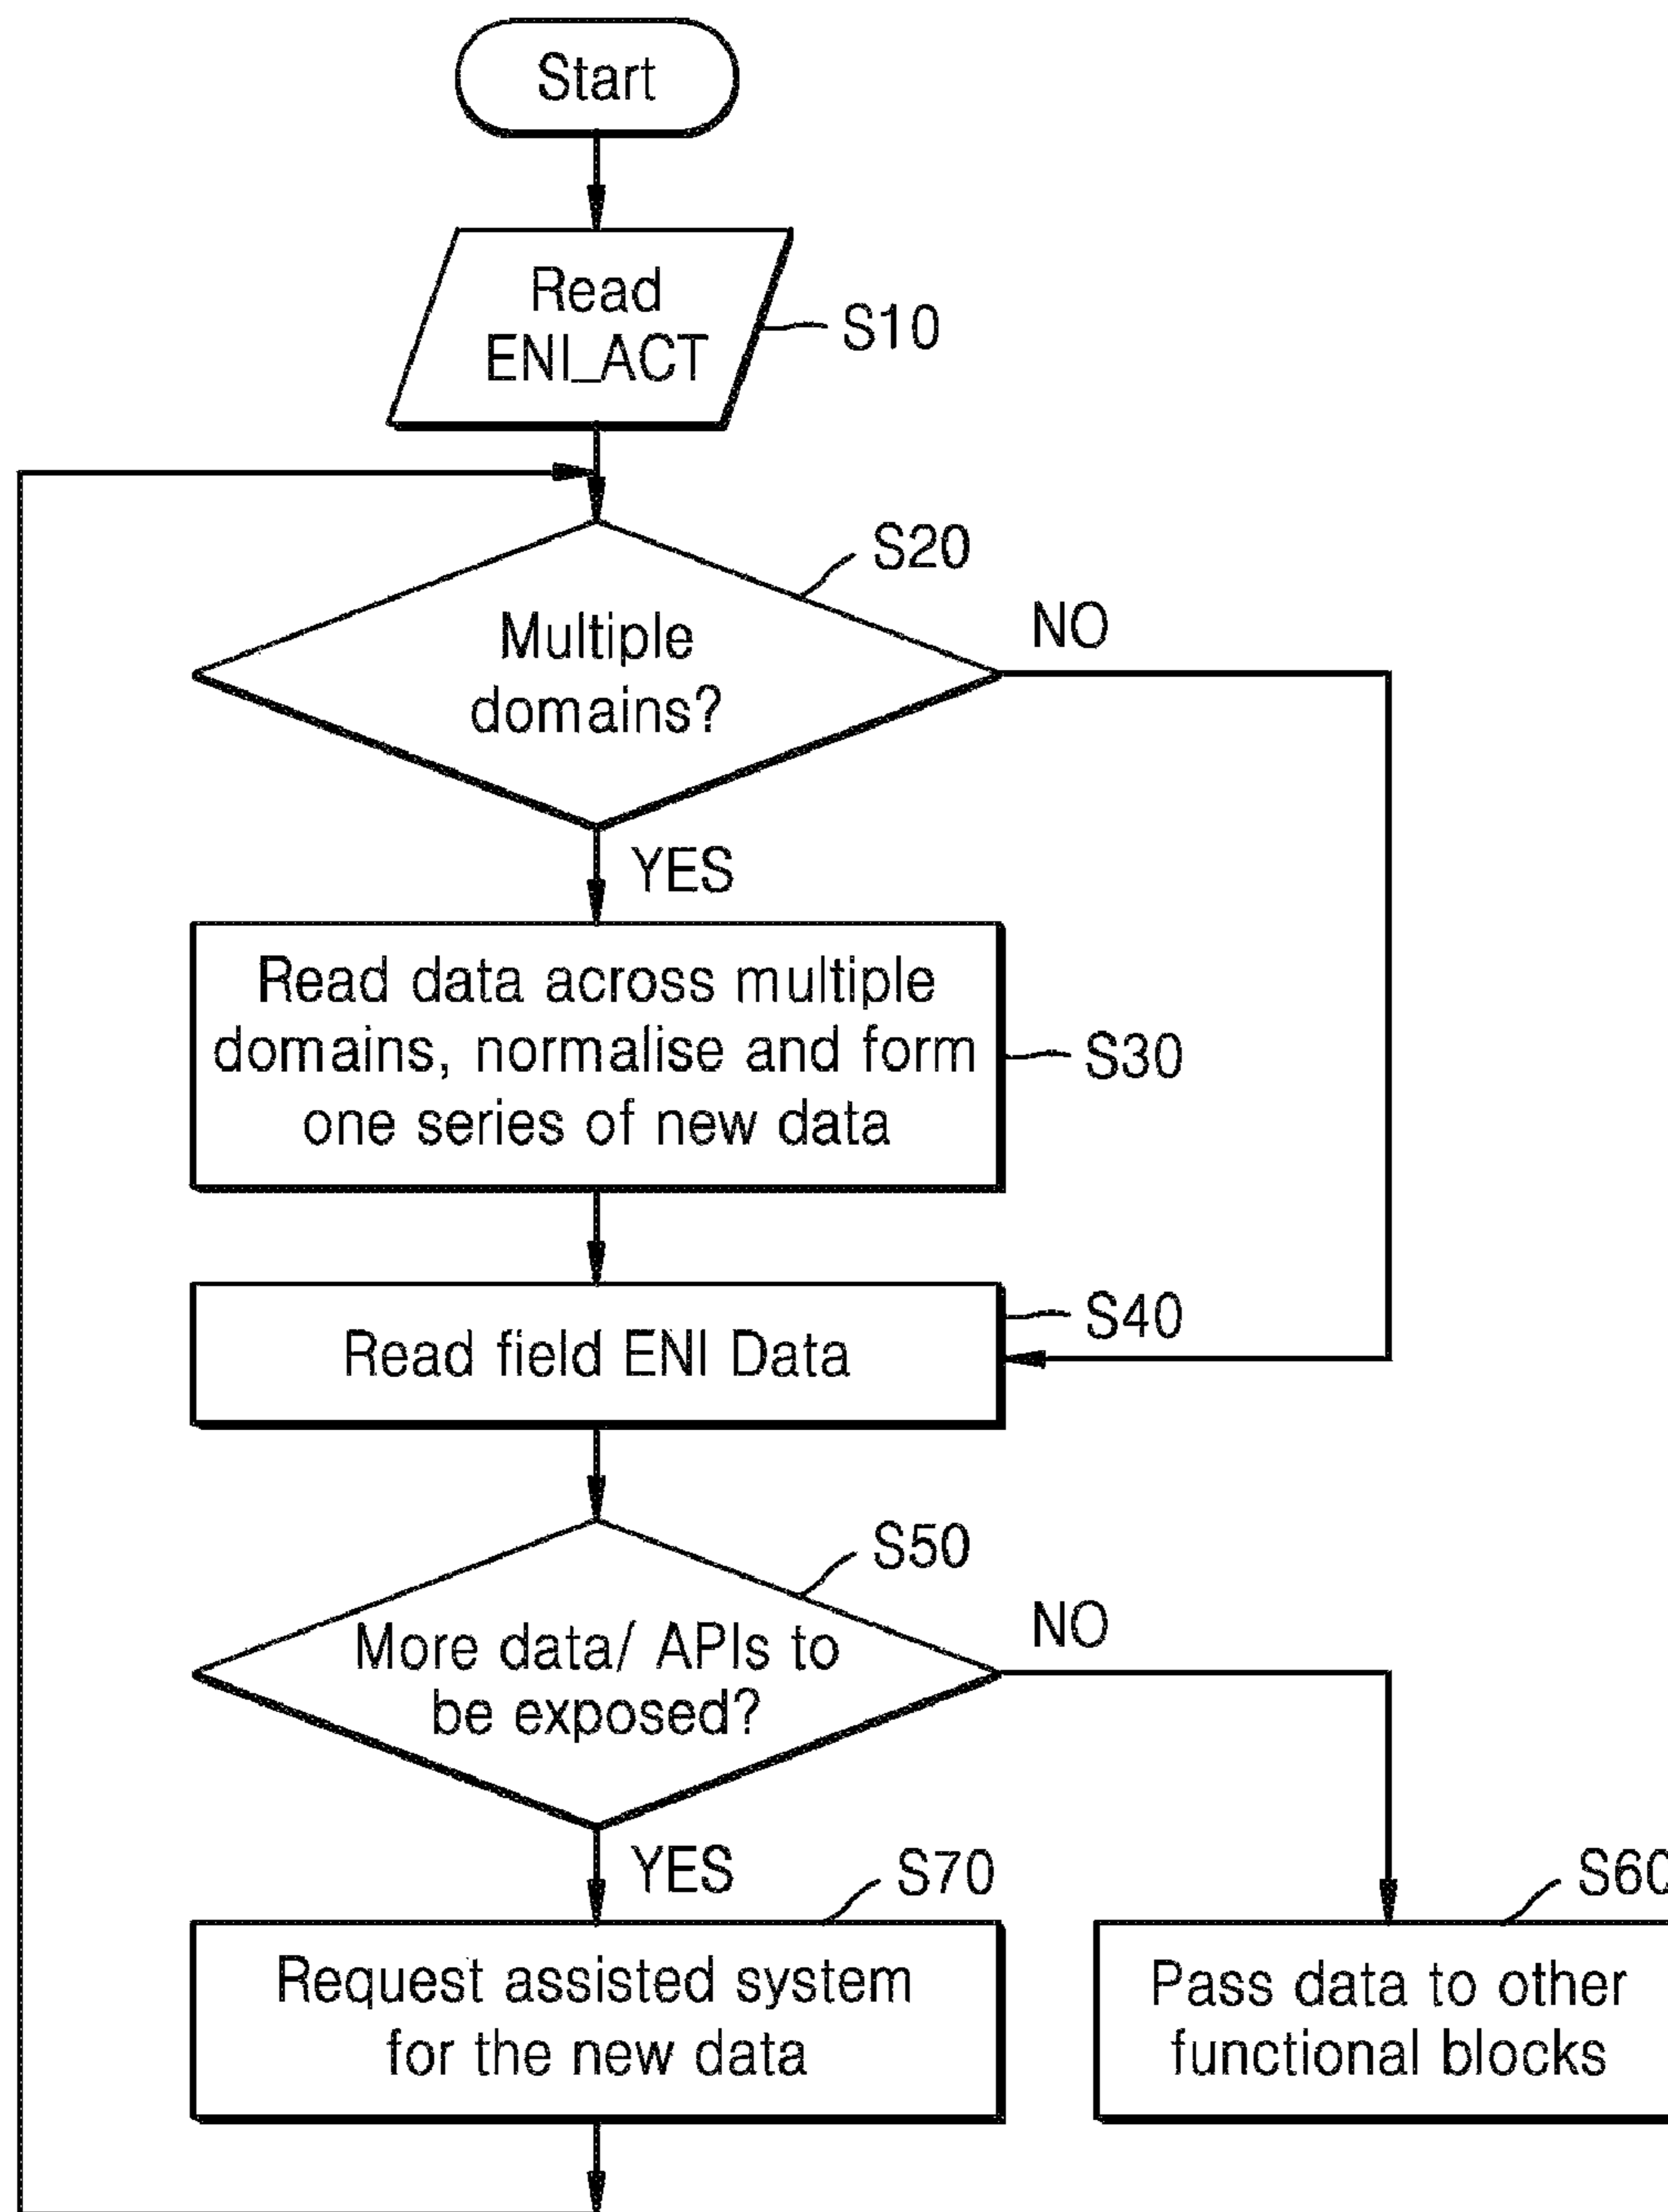 Start
Read
ENI_ACT
S10
S20
Multiple
domains?
NO
YES
Read data across multiple
domains, normalise and form
one series of new data
S30
S40
Read field ENI Data
S50
More data/ APIs to
be exposed?
NO
YES
S70
S60
Request assisted system
for the new data
Pass data to other
functional blocks